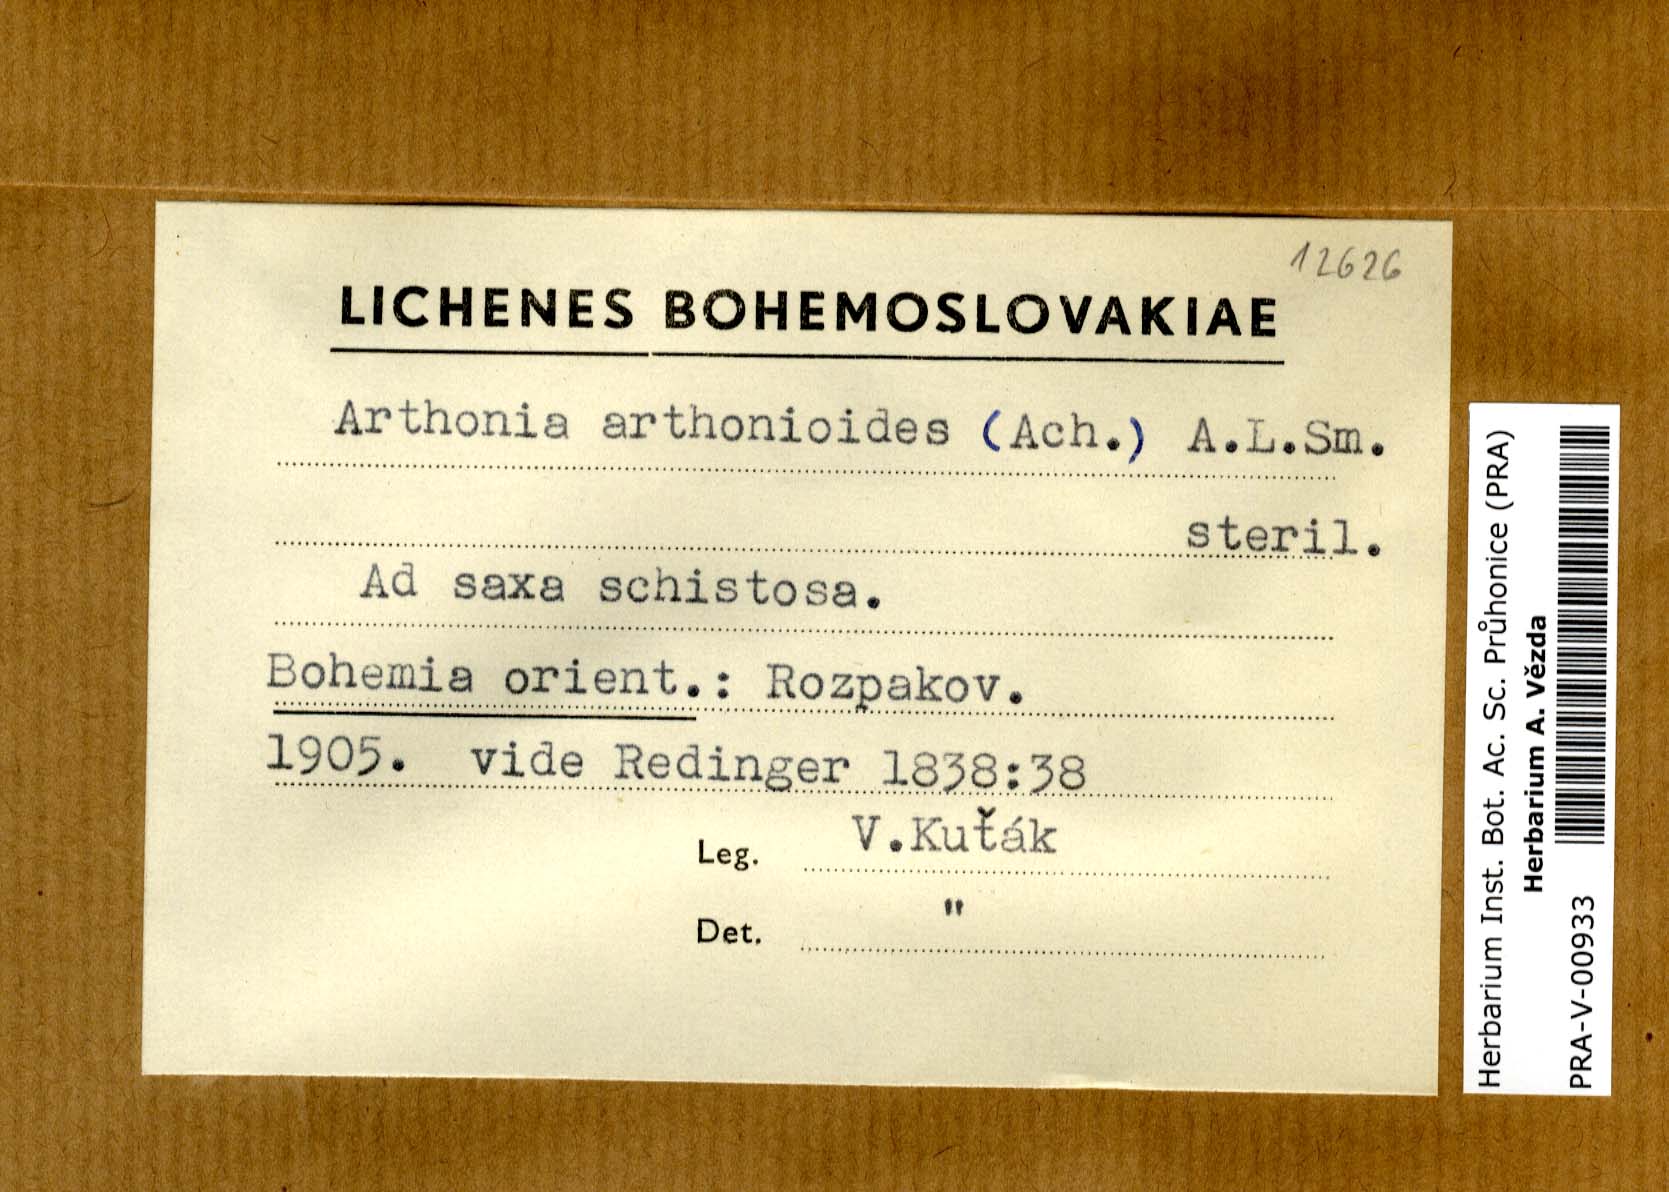 12626
LICHENES BOHEMOSLOVAKIAE
Arthonia arthonioides (Ach.) A.L.Sm.
steril.
Ad saxa schistosa.
Bohemia orient.: Rozpakov.
1905. vide Redinger 1838:38
Leg. V.Kuťák
Det. "
Herbarium Inst. Bot. Ac. Sc. Průhonice (PRA)
Herbarium A. Vězda
PRA-V-00933